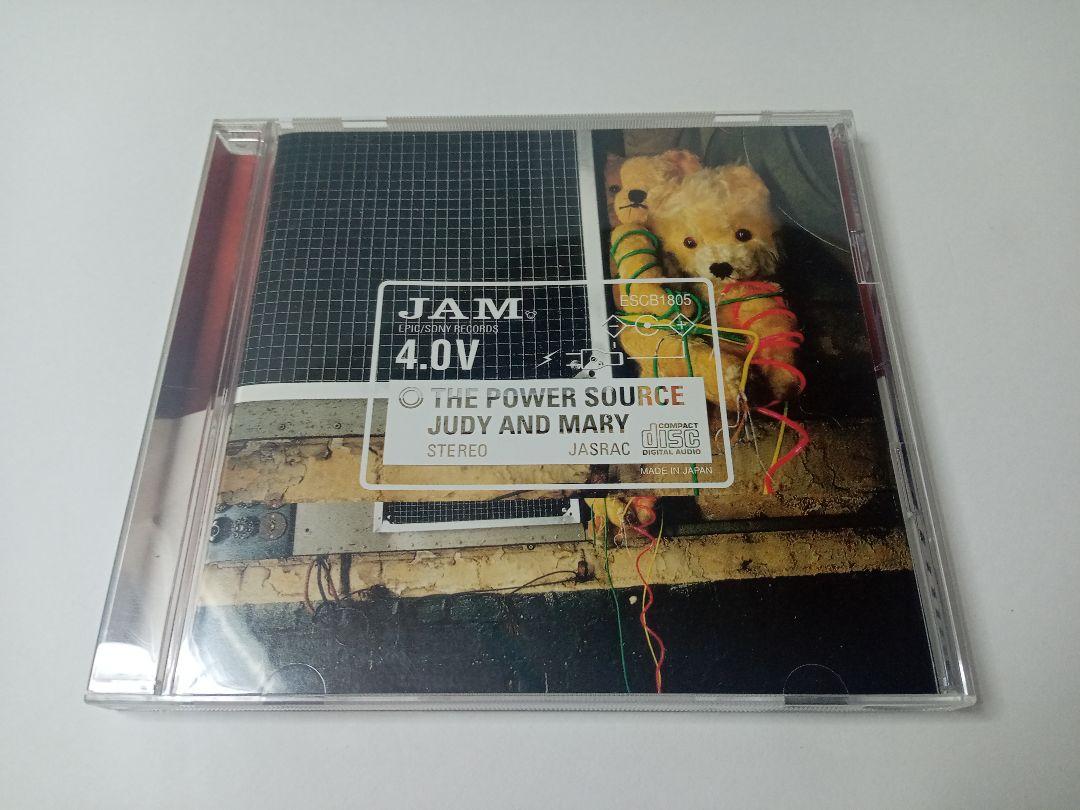 JAM
ESCB1805
EPIC/SONY RECORDS
4.0V
THE POWER SOURCE
JUDY AND MARY
STEREO JASRAC
COMPACT
disc
DIGITAL AUDIO
MADE IN JAPAN